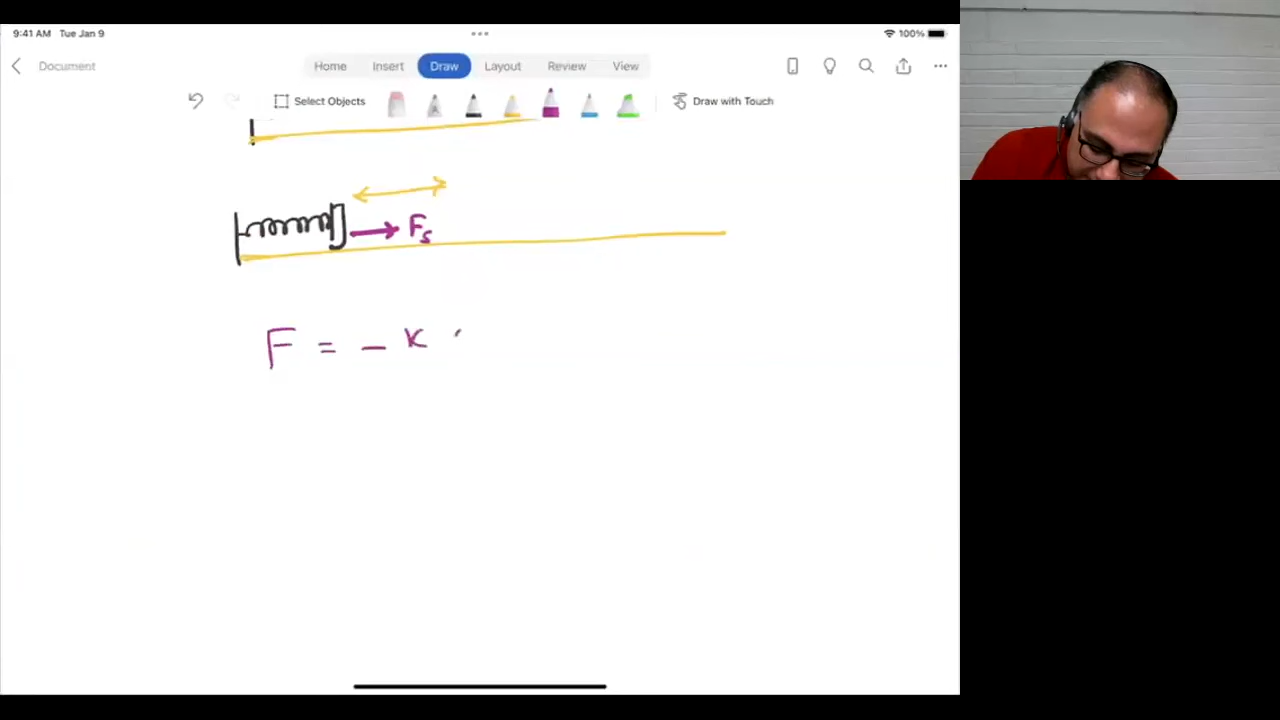 9:41 AM Tue Jan 9
100%
Document
Home Insert Draw Layout Review View
Select Objects
Draw with Touch
Fs
F = - K